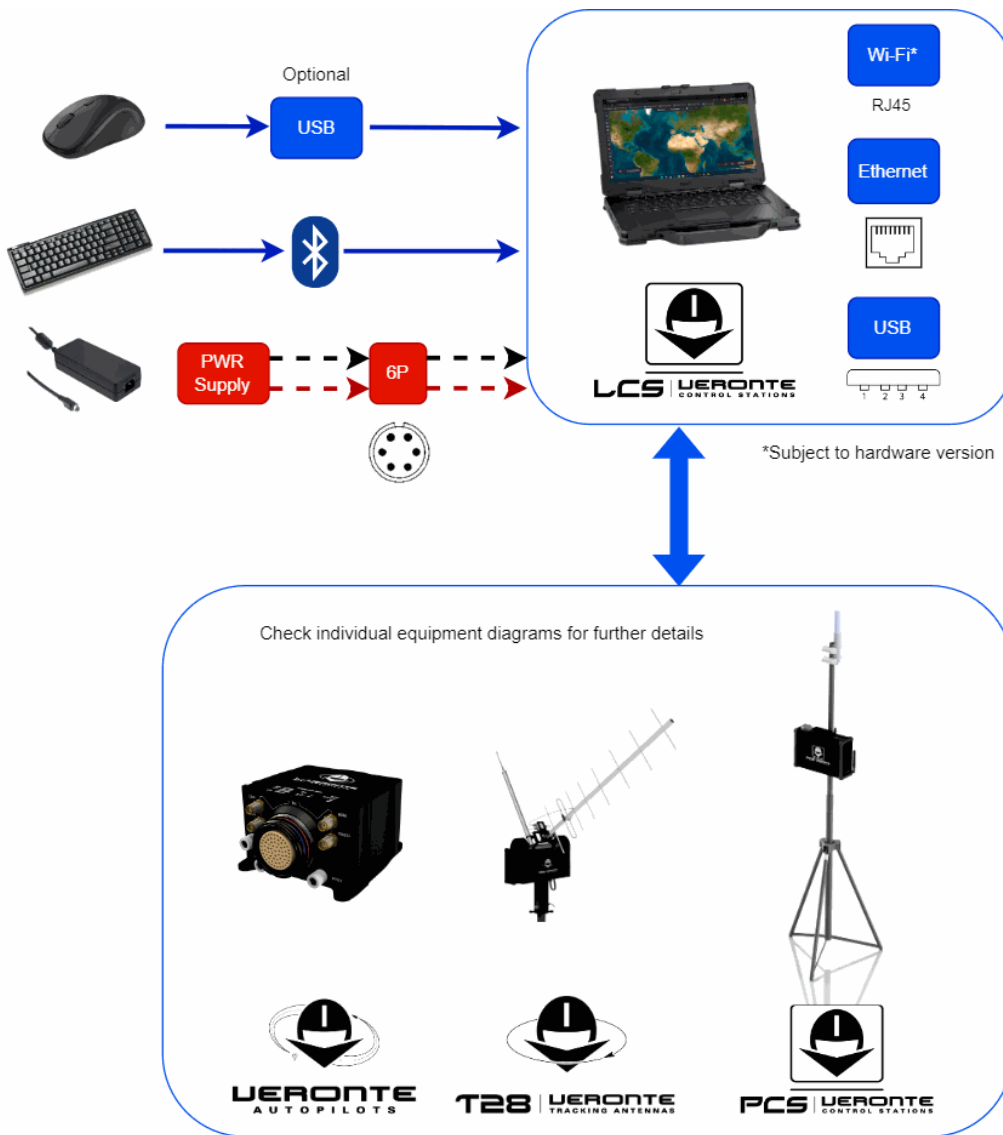 Optional
USB
Wi-Fi*
RJ45
Ethernet
USB
1 2 3 4
PWR
Supply
6P
LCS VERONTE
CONTROL STATIONS
*Subject to hardware version
Check individual equipment diagrams for further details
VERONTE
AUTOPILOTS
T28 VERONTE
TRACKING ANTENNAS
PCS VERONTE
CONTROL STATIONS